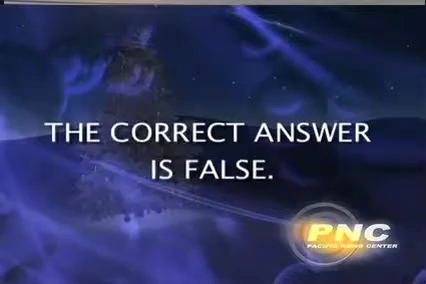 THE CORRECT ANSWER
IS FALSE.
PNC
PACIFIC NEWS CENTER